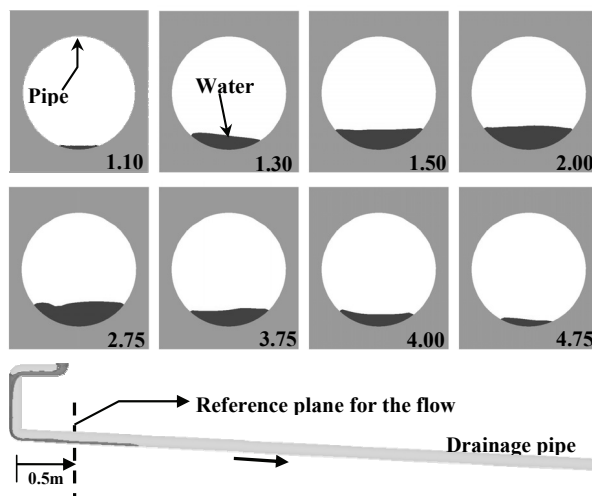 Pipe
Water
1.10
1.30
1.50
2.00
2.75
3.75
4.00
4.75
Reference plane for the flow
Drainage pipe
0.5m